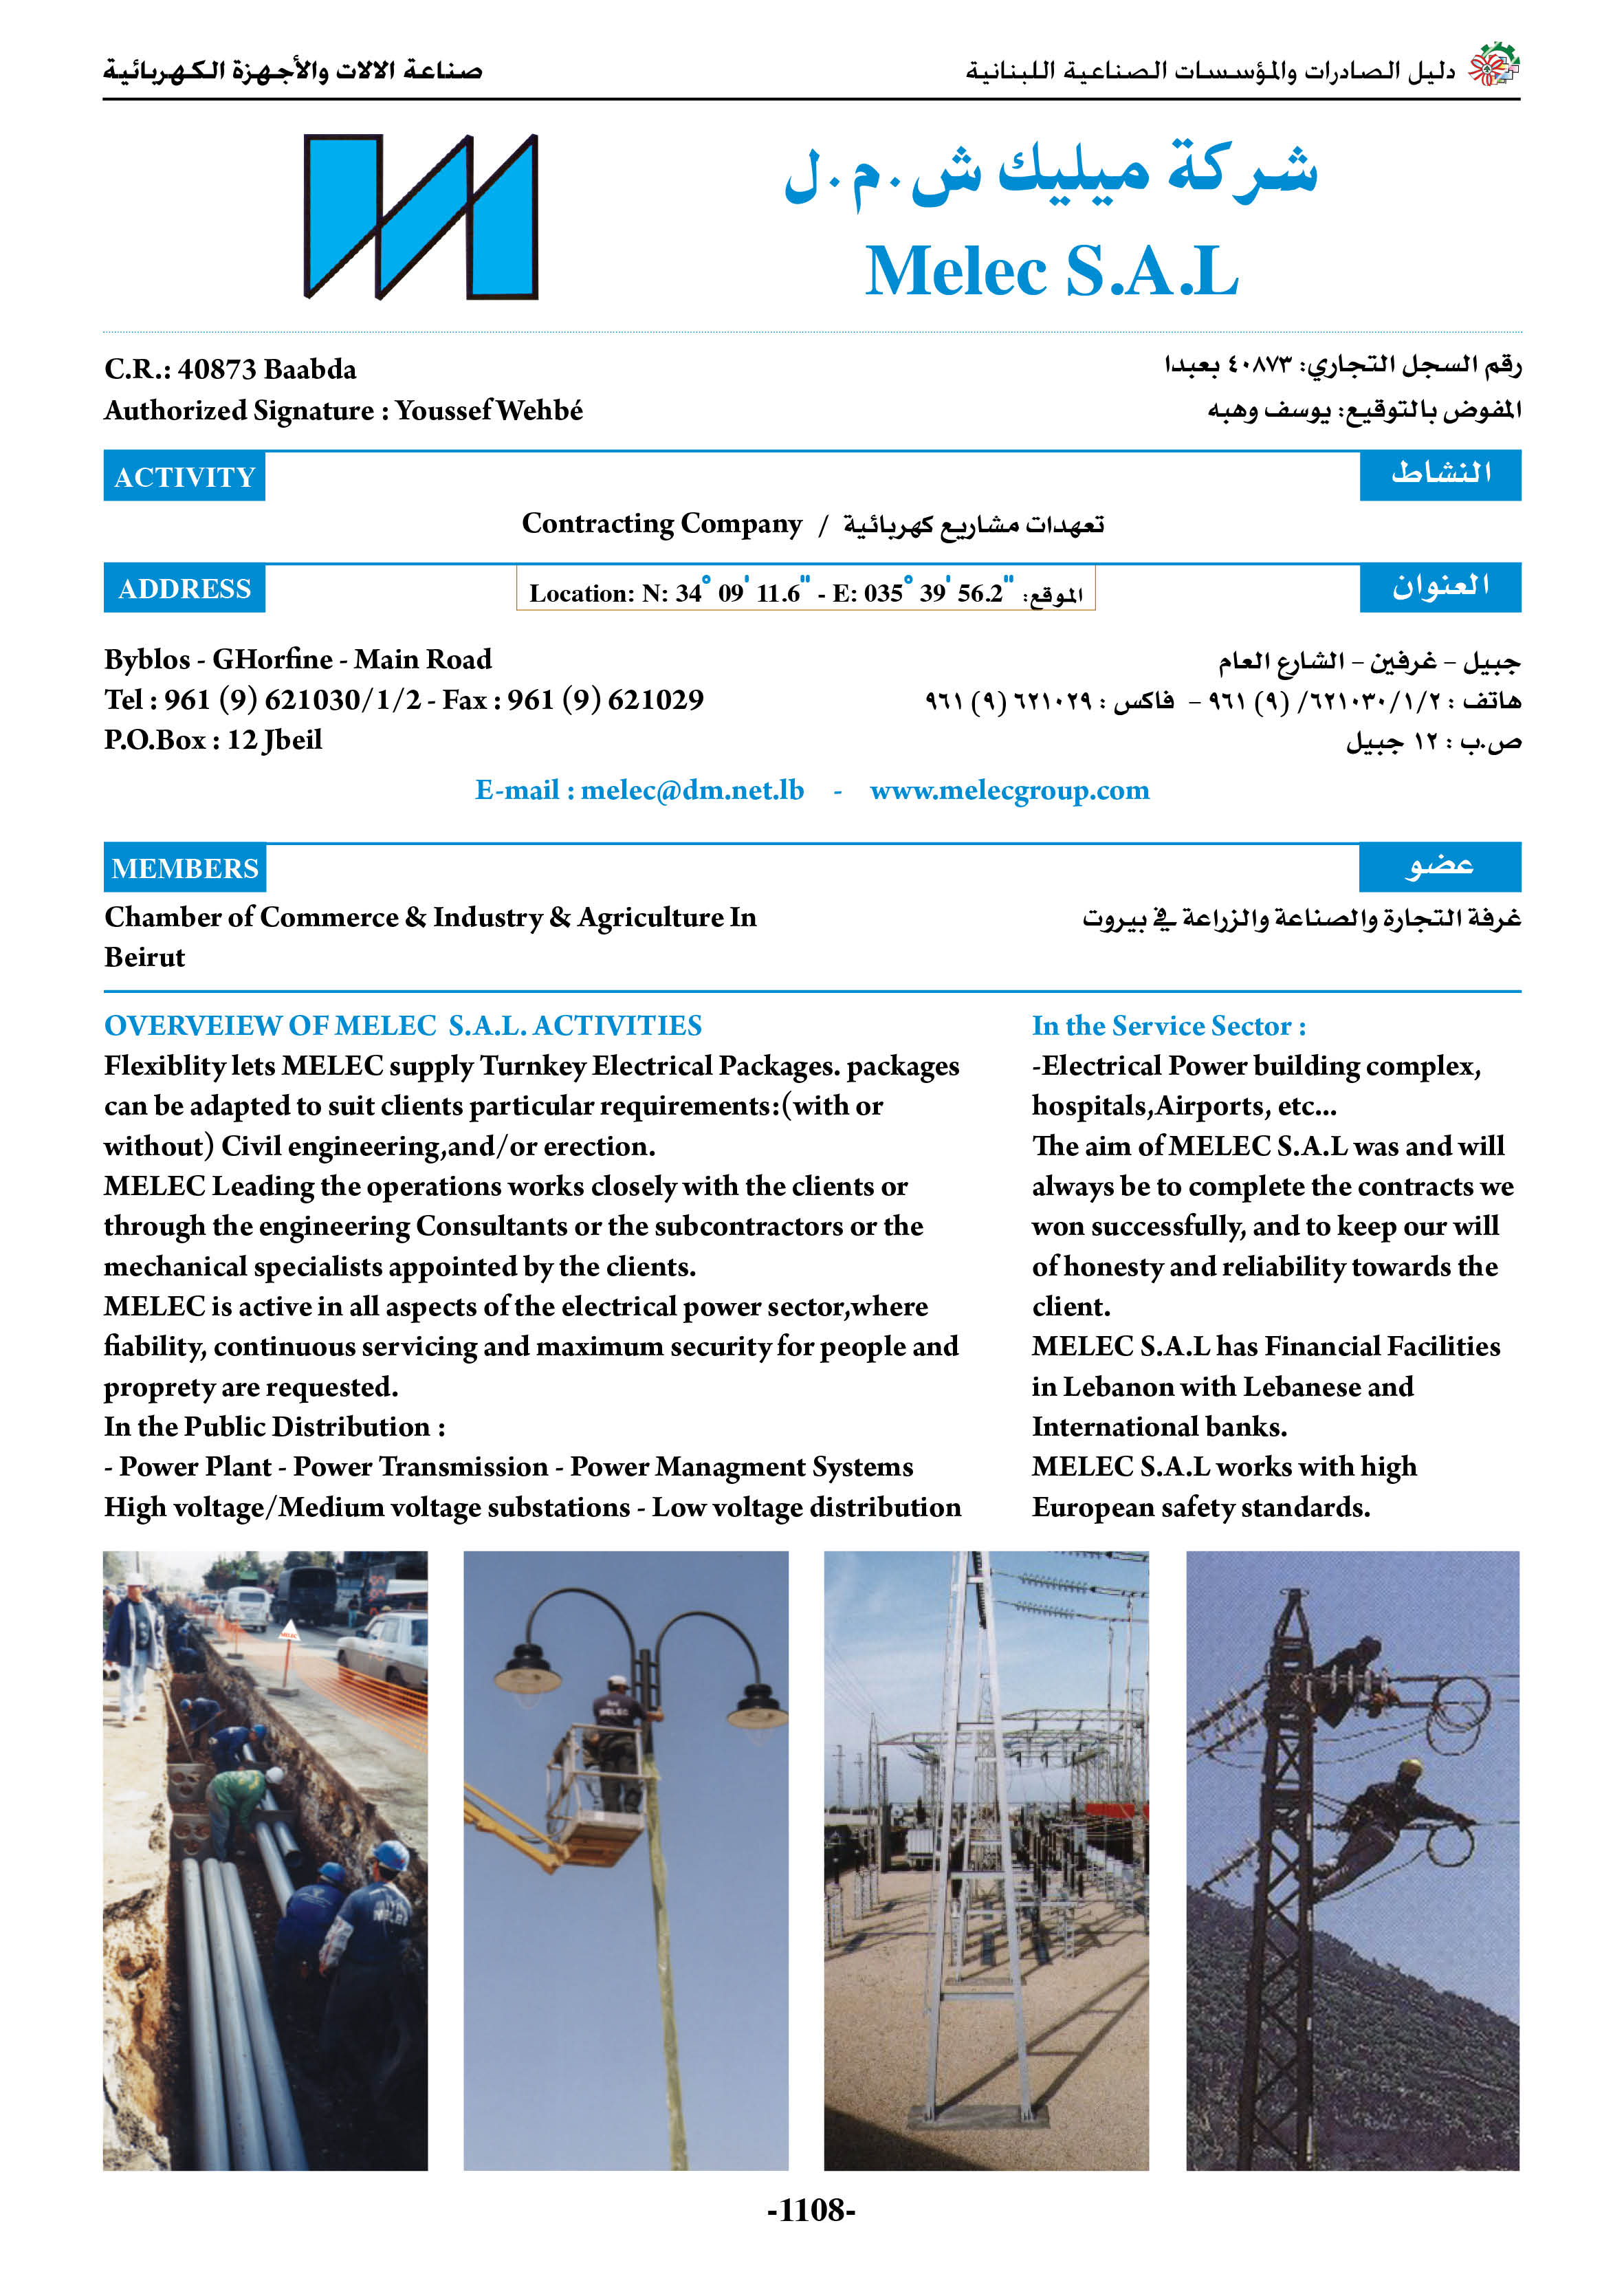 صناعة الالات والأجهزة الكهربائية
دليل الصادرات والمؤسسات الصناعية اللبنانية
شركة ميليك ش.م.ل
Melec S.A.L
C.R.: 40873 Baabda
رقم السجل التجاري: ٤٠٨٧٣ بعبدا
Authorized Signature : Youssef Wehbé
المفوض بالتوقيع: يوسف وهبه
ACTIVITY
النشاط
Contracting Company / تعهدات مشاريع كهربائية
ADDRESS
Location: N: 34° 09' 11.6" - E: 035° 39' 56.2" :الموقع
العنوان
Byblos - GHorfine - Main Road
Tel : 961 (9) 621030/1/2 - Fax : 961 (9) 621029
P.O.Box : 12 Jbeil
جبيل – غرفين – الشارع العام
هاتف : ٦٢١٠٣٠/١/٢/ (٩) ٩٦١ – فاكس : ٦٢١٠٢٩ (٩) ٩٦١
ص.ب : ١٢ جبيل
E-mail : melec@dm.net.lb - www.melecgroup.com
MEMBERS
عضو
Chamber of Commerce & Industry & Agriculture In
Beirut
غرفة التجارة والصناعة والزراعة في بيروت
OVERVEIEW OF MELEC S.A.L. ACTIVITIES
Flexiblity lets MELEC supply Turnkey Electrical Packages. packages
can be adapted to suit clients particular requirements:(with or
without) Civil engineering,and/or erection.
MELEC Leading the operations works closely with the clients or
through the engineering Consultants or the subcontractors or the
mechanical specialists appointed by the clients.
MELEC is active in all aspects of the electrical power sector,where
fiability, continuous servicing and maximum security for people and
proprety are requested.
In the Public Distribution :
- Power Plant - Power Transmission - Power Managment Systems
High voltage/Medium voltage substations - Low voltage distribution
In the Service Sector :
-Electrical Power building complex,
hospitals,Airports, etc...
The aim of MELEC S.A.L was and will
always be to complete the contracts we
won successfully, and to keep our will
of honesty and reliability towards the
client.
MELEC S.A.L has Financial Facilities
in Lebanon with Lebanese and
International banks.
MELEC S.A.L works with high
European safety standards.
MELEC
MELEC
MELEC
-1108-